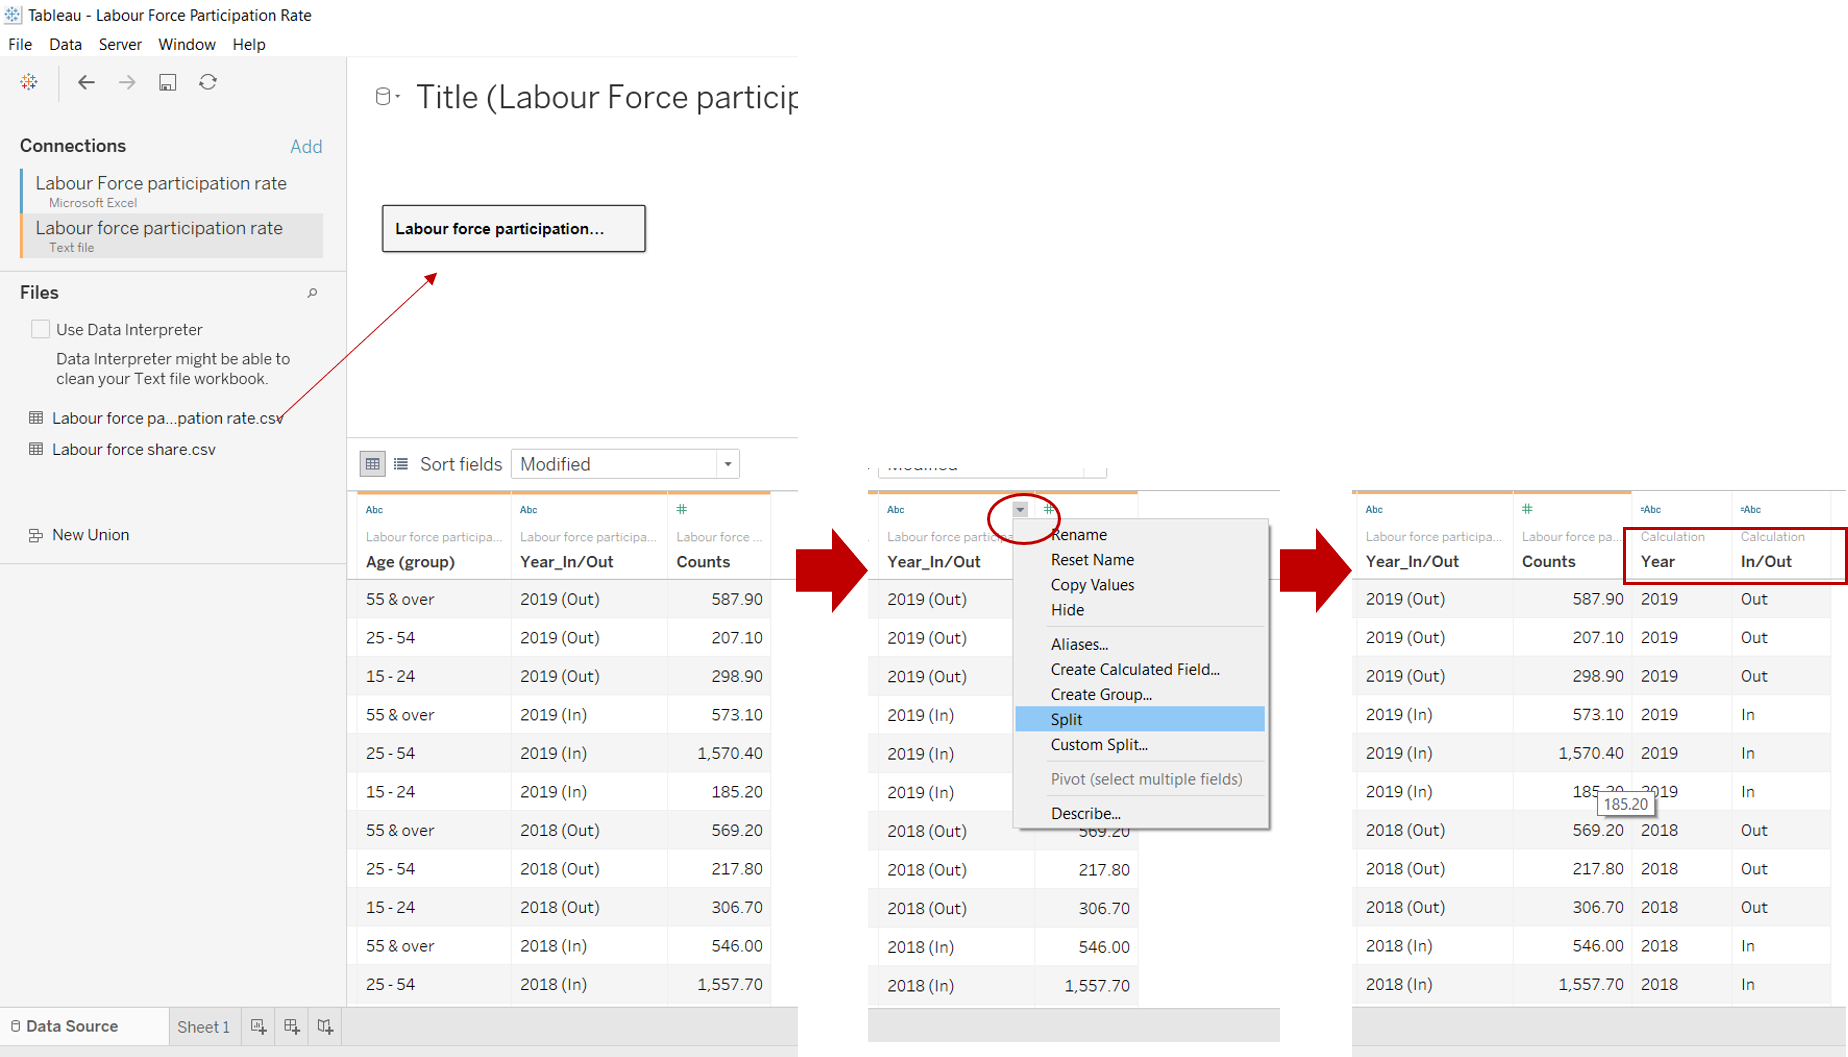 Tableau - Labour Force Participation Rate
File Data Server Window Help
Title (Labour Force particip
Connections Add
Labour Force participation rate
Microsoft Excel
Labour force participation rate
Text file
Labour force participation...
Files
Use Data Interpreter
Data Interpreter might be able to
clean your Text file workbook.
Labour force pa...pation rate.csv
Labour force share.csv
New Union
Sort fields Modified
Abc Abc #
Labour force participa... Labour force participa... Labour force ...
Age (group) Year_In/Out Counts
55 & over 2019 (Out) 587.90
25 - 54 2019 (Out) 207.10
15 - 24 2019 (Out) 298.90
55 & over 2019 (In) 573.10
25 - 54 2019 (In) 1,570.40
15 - 24 2019 (In) 185.20
55 & over 2018 (Out) 569.20
25 - 54 2018 (Out) 217.80
15 - 24 2018 (Out) 306.70
55 & over 2018 (In) 546.00
25 - 54 2018 (In) 1,557.70
Data Source Sheet 1
Abc #
Labour force participa
Year_In/Out
2019 (Out)
2019 (Out)
2019 (Out)
2019 (In)
2019 (In)
2019 (In)
2018 (Out) 569.20
2018 (Out) 217.80
2018 (Out) 306.70
2018 (In) 546.00
2018 (In) 1,557.70
Rename
Reset Name
Copy Values
Hide
Aliases...
Create Calculated Field...
Create Group...
Split
Custom Split...
Pivot (select multiple fields)
Describe...
Abc # =Abc =Abc
Labour force participa... Labour force pa... Calculation Calculation
Year_In/Out Counts Year In/Out
2019 (Out) 587.90 2019 Out
2019 (Out) 207.10 2019 Out
2019 (Out) 298.90 2019 Out
2019 (In) 573.10 2019 In
2019 (In) 1,570.40 2019 In
2019 (In) 185.20 2019 In
185.20
2018 (Out) 569.20 2018 Out
2018 (Out) 217.80 2018 Out
2018 (Out) 306.70 2018 Out
2018 (In) 546.00 2018 In
2018 (In) 1,557.70 2018 In